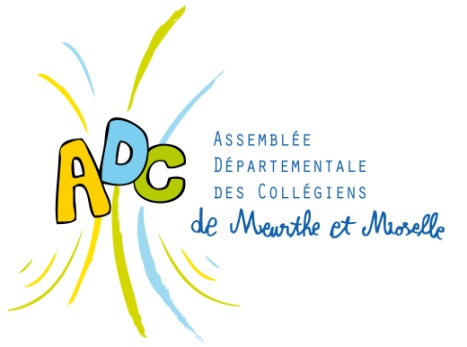 ADC
ASSEMBLÉE
DÉPARTEMENTALE
DES COLLÉGIENS
de Meurthe et Moselle